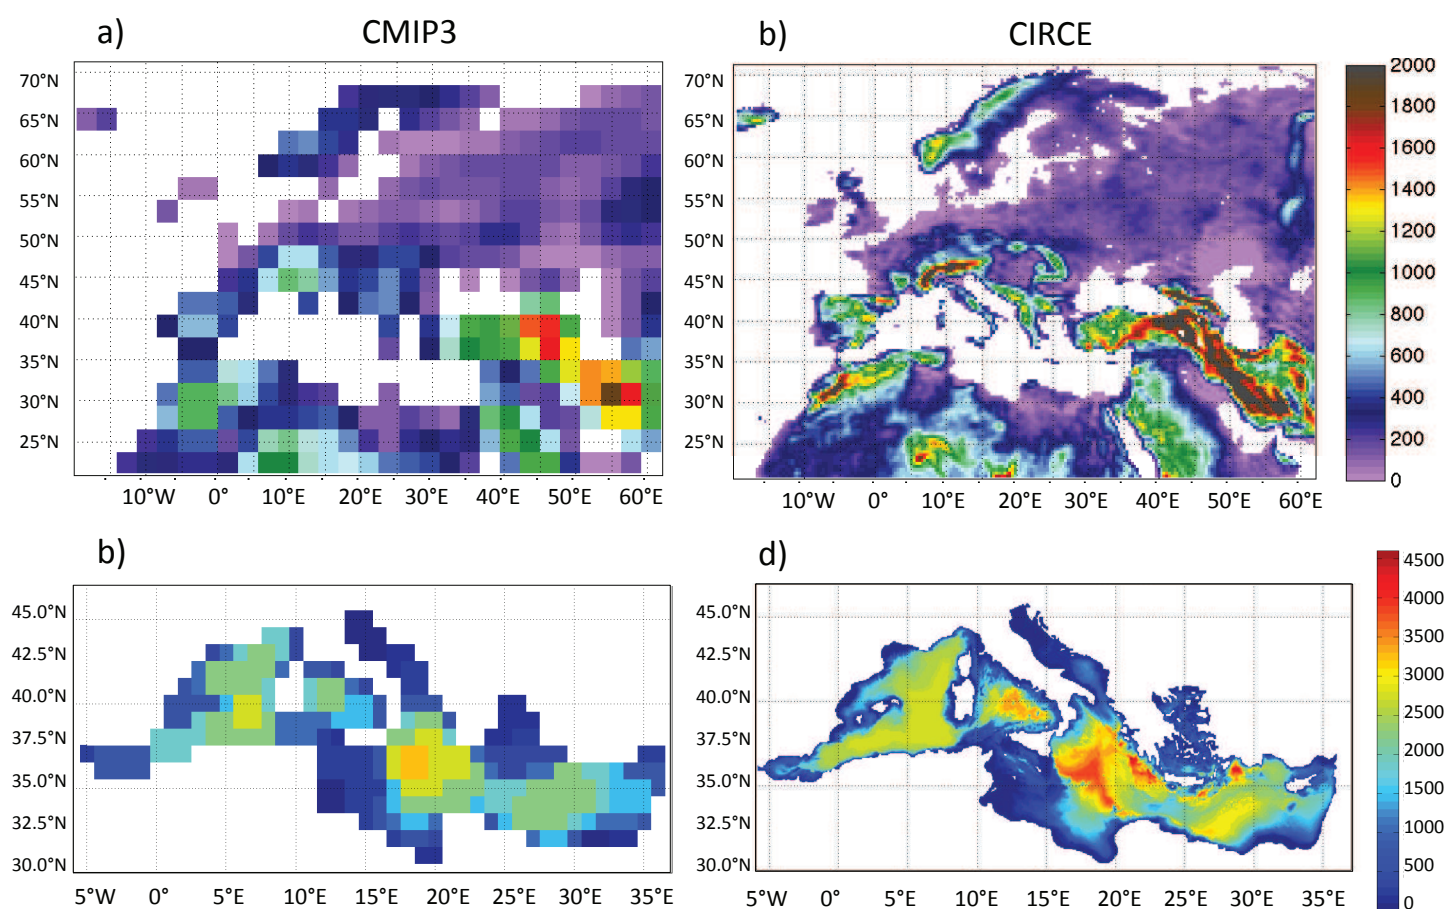 a) CMIP3
b) CIRCE
70°N
65°N
60°N
55°N
50°N
45°N
40°N
35°N
30°N
25°N
10°W 0° 10°E 20°E 30°E 40°E 50°E 60°E
70°N
65°N
60°N
55°N
50°N
45°N
40°N
35°N
30°N
25°N
10°W 0° 10°E 20°E 30°E 40°E 50°E 60°E
2000
1800
1600
1400
1200
1000
800
600
400
200
0
b)
45.0°N
42.5°N
40.0°N
37.5°N
35.0°N
32.5°N
30.0°N
5°W 0° 5°E 10°E 15°E 20°E 25°E 30°E 35°E
d)
45.0°N
42.5°N
40.0°N
37.5°N
35.0°N
32.5°N
30.0°N
5°W 0° 5°E 10°E 15°E 20°E 25°E 30°E 35°E
4500
4000
3500
3000
2500
2000
1500
1000
500
0